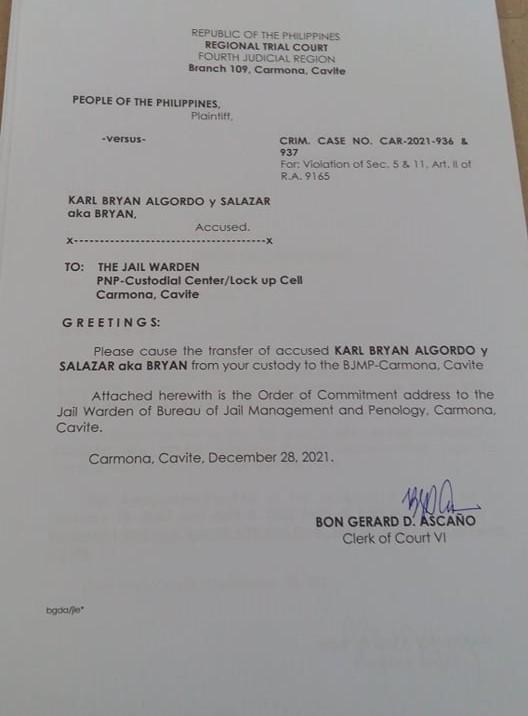 REPUBLIC OF THE PHILIPPINES
REGIONAL TRIAL COURT
FOURTH JUDICIAL REGION
Branch 109, Carmona, Cavite
PEOPLE OF THE PHILIPPINES,
Plaintiff,
-versus-
CRIM. CASE NO. CAR-2021-936 &
937
For: Violation of Sec. 5 & 11, Art. II of
R.A. 9165
KARL BRYAN ALGORDO y SALAZAR
aka BRYAN,
Accused.
x-------------------------------------x
TO: THE JAIL WARDEN
PNP-Custodial Center/Lock up Cell
Carmona, Cavite
G R E E T I N G S:
Please cause the transfer of accused KARL BRYAN ALGORDO y
SALAZAR aka BRYAN from your custody to the BJMP-Carmona, Cavite
Attached herewith is the Order of Commitment address to the
Jail Warden of Bureau of Jail Management and Penology, Carmona,
Cavite.
Carmona, Cavite, December 28, 2021.
BON GERARD D. ASCAÑO
Clerk of Court VI
bgda/jle*